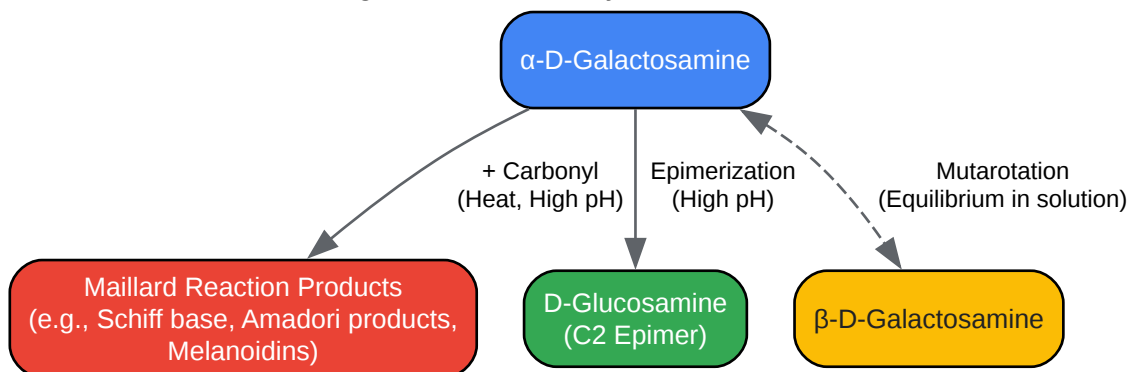 α-D-Galactosamine
+ Carbonyl
(Heat, High pH)
Epimerization
(High pH)
Mutarotation
(Equilibrium in solution)
Maillard Reaction Products
(e.g., Schiff base, Amadori products,
Melanoidins)
D-Glucosamine
(C2 Epimer)
β-D-Galactosamine